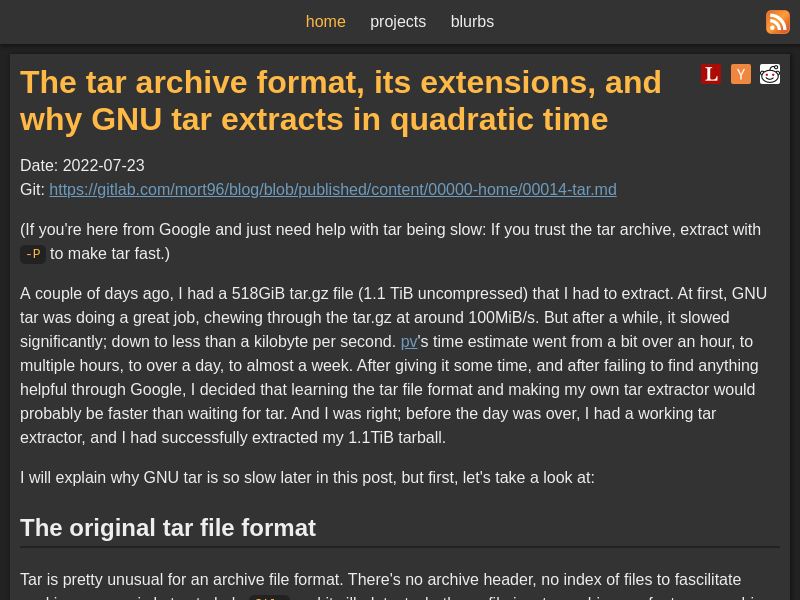 home projects blurbs
The tar archive format, its extensions, and
why GNU tar extracts in quadratic time
L Y
Date: 2022-07-23
Git: https://gitlab.com/mort96/blog/blob/published/content/00000-home/00014-tar.md
(If you're here from Google and just need help with tar being slow: If you trust the tar archive, extract with
-P to make tar fast.)
A couple of days ago, I had a 518GiB tar.gz file (1.1 TiB uncompressed) that I had to extract. At first, GNU
tar was doing a great job, chewing through the tar.gz at around 100MiB/s. But after a while, it slowed
significantly; down to less than a kilobyte per second. pv's time estimate went from a bit over an hour, to
multiple hours, to over a day, to almost a week. After giving it some time, and after failing to find anything
helpful through Google, I decided that learning the tar file format and making my own tar extractor would
probably be faster than waiting for tar. And I was right; before the day was over, I had a working tar
extractor, and I had successfully extracted my 1.1TiB tarball.
I will explain why GNU tar is so slow later in this post, but first, let's take a look at:
The original tar file format
Tar is pretty unusual for an archive file format. There's no archive header, no index of files to fascilitate